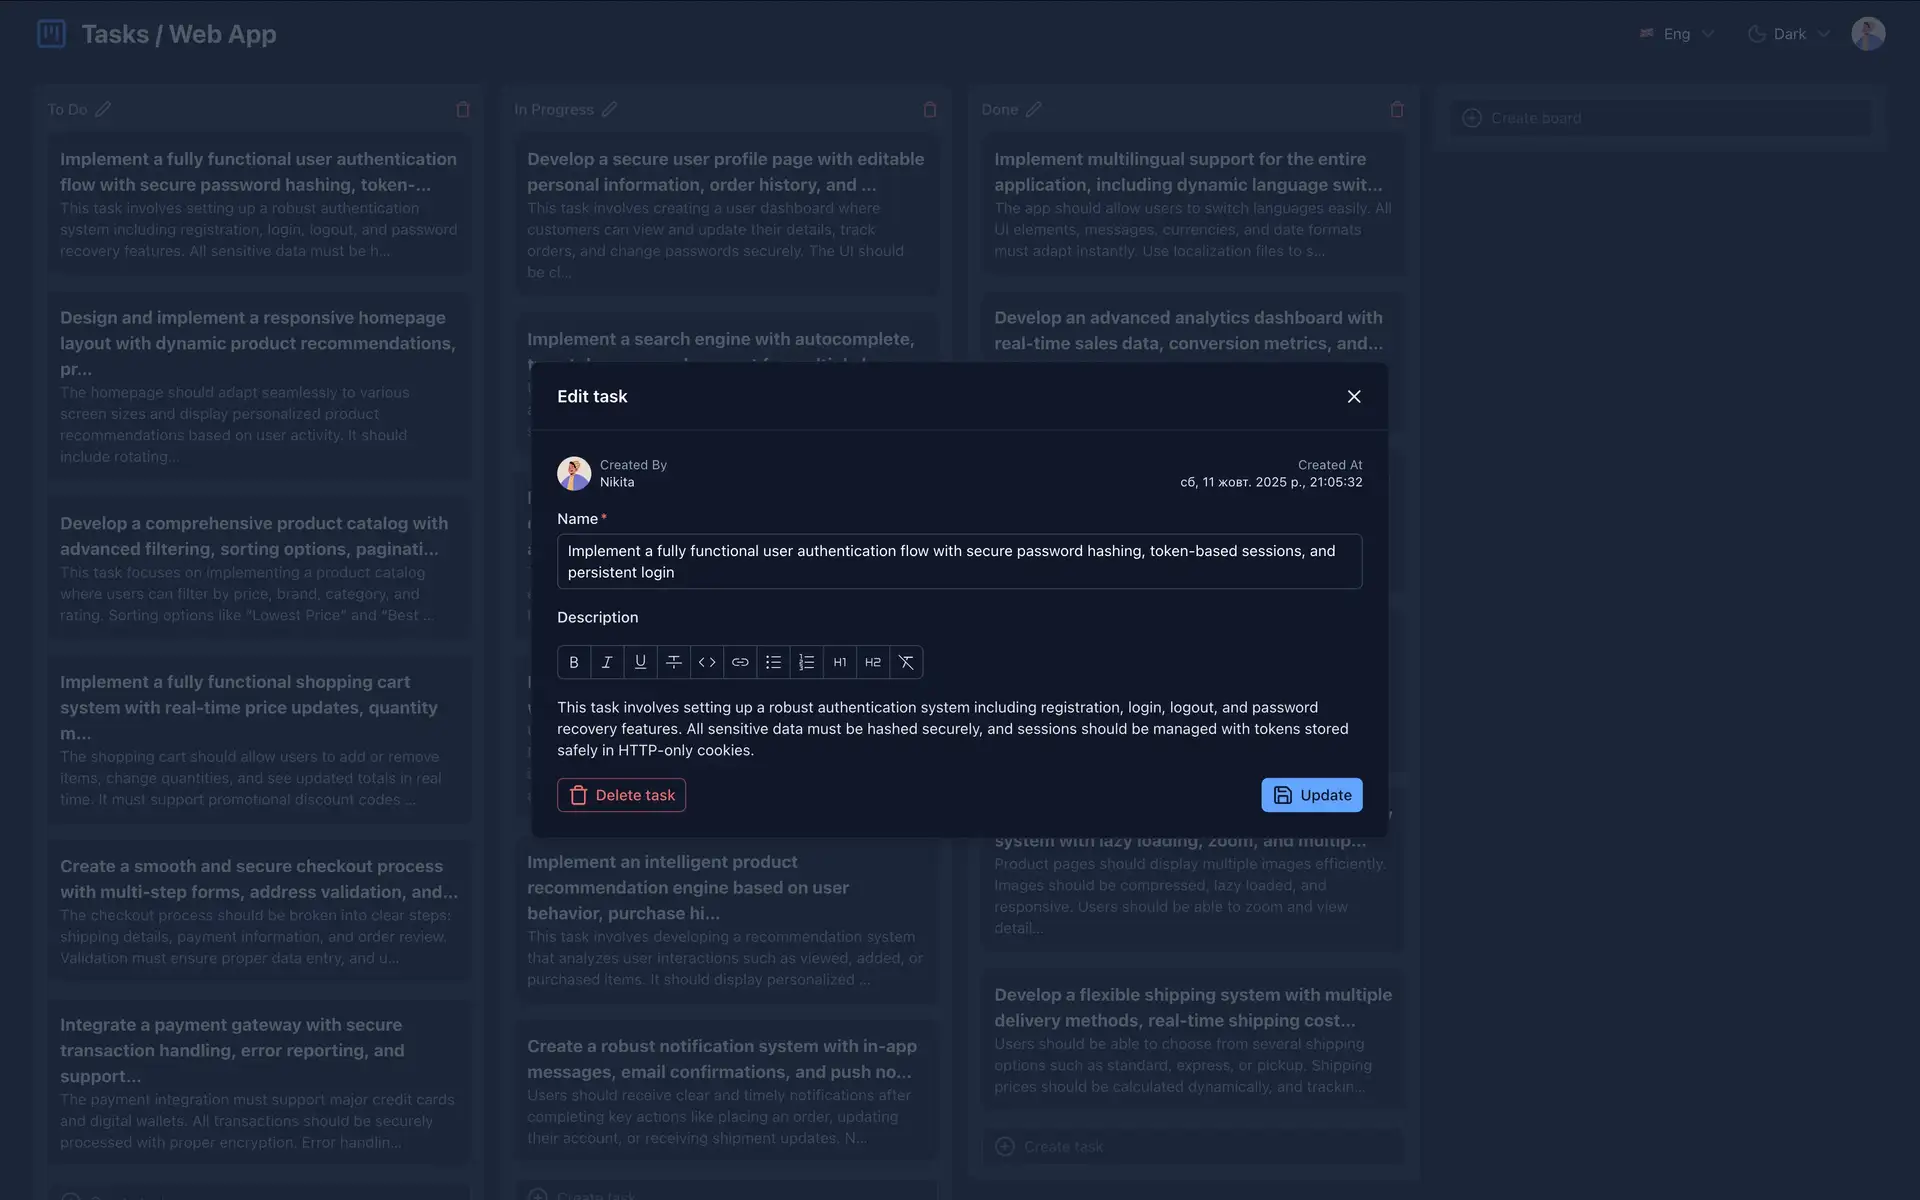 Tasks / Web App
Eng
Dark
To Do
Implement a fully functional user authentication
flow with secure password hashing, token-...
This task involves setting up a robust authentication
system including registration, login, logout, and password
recovery features. All sensitive data must be h...
Design and implement a responsive homepage
layout with dynamic product recommendations,
pr...
The homepage should adapt seamlessly to various
screen sizes and display personalized product
recommendations based on user activity. It should
include rotating...
Develop a comprehensive product catalog with
advanced filtering, sorting options, paginati...
This task focuses on implementing a product catalog
where users can filter by price, brand, category, and
rating. Sorting options like "Lowest Price" and "Best ...
Implement a fully functional shopping cart
system with real-time price updates, quantity
m...
The shopping cart should allow users to add or remove
items, change quantities, and see updated totals in real
time. It must support promotional discount codes ...
Create a smooth and secure checkout process
with multi-step forms, address validation, and...
The checkout process should be broken into clear steps:
shipping details, payment information, and order review.
Validation must ensure proper data entry, and u...
Integrate a payment gateway with secure
transaction handling, error reporting, and
support...
The payment integration must support major credit cards
and digital wallets. All transactions should be securely
processed with proper encryption. Error handlin...
In Progress
Develop a secure user profile page with editable
personal information, order history, and ...
This task involves creating a user dashboard where
customers can view and update their details, track
orders, and change passwords securely. The UI should
be cl...
Implement a search engine with autocomplete,
Implement an intelligent product
recommendation engine based on user
behavior, purchase hi...
This task involves developing a recommendation system
that analyzes user interactions such as viewed, added, or
purchased items. It should display personalized ...
Create a robust notification system with in-app
messages, email confirmations, and push no...
Users should receive clear and timely notifications after
completing key actions like placing an order, updating
their account, or receiving shipment updates. N...
Create task
Done
Implement multilingual support for the entire
application, including dynamic language swit...
The app should allow users to switch languages easily. All
UI elements, messages, currencies, and date formats
must adapt instantly. Use localization files to s...
Develop an advanced analytics dashboard with
real-time sales data, conversion metrics, and...
system with lazy loading, zoom, and multip...
Product pages should display multiple images efficiently.
Images should be compressed, lazy loaded, and
responsive. Users should be able to zoom and view
detail...
Develop a flexible shipping system with multiple
delivery methods, real-time shipping cost...
Users should be able to choose from several shipping
options such as standard, express, or pickup. Shipping
prices should be calculated dynamically, and trackin...
Create task
Create board
Edit task
Created By
Nikita
Created At
сб, 11 жовт. 2025 р., 21:05:32
Name*
Implement a fully functional user authentication flow with secure password hashing, token-based sessions, and
persistent login
Description
B I U T <> H1 H2
This task involves setting up a robust authentication system including registration, login, logout, and password
recovery features. All sensitive data must be hashed securely, and sessions should be managed with tokens stored
safely in HTTP-only cookies.
Delete task
Update